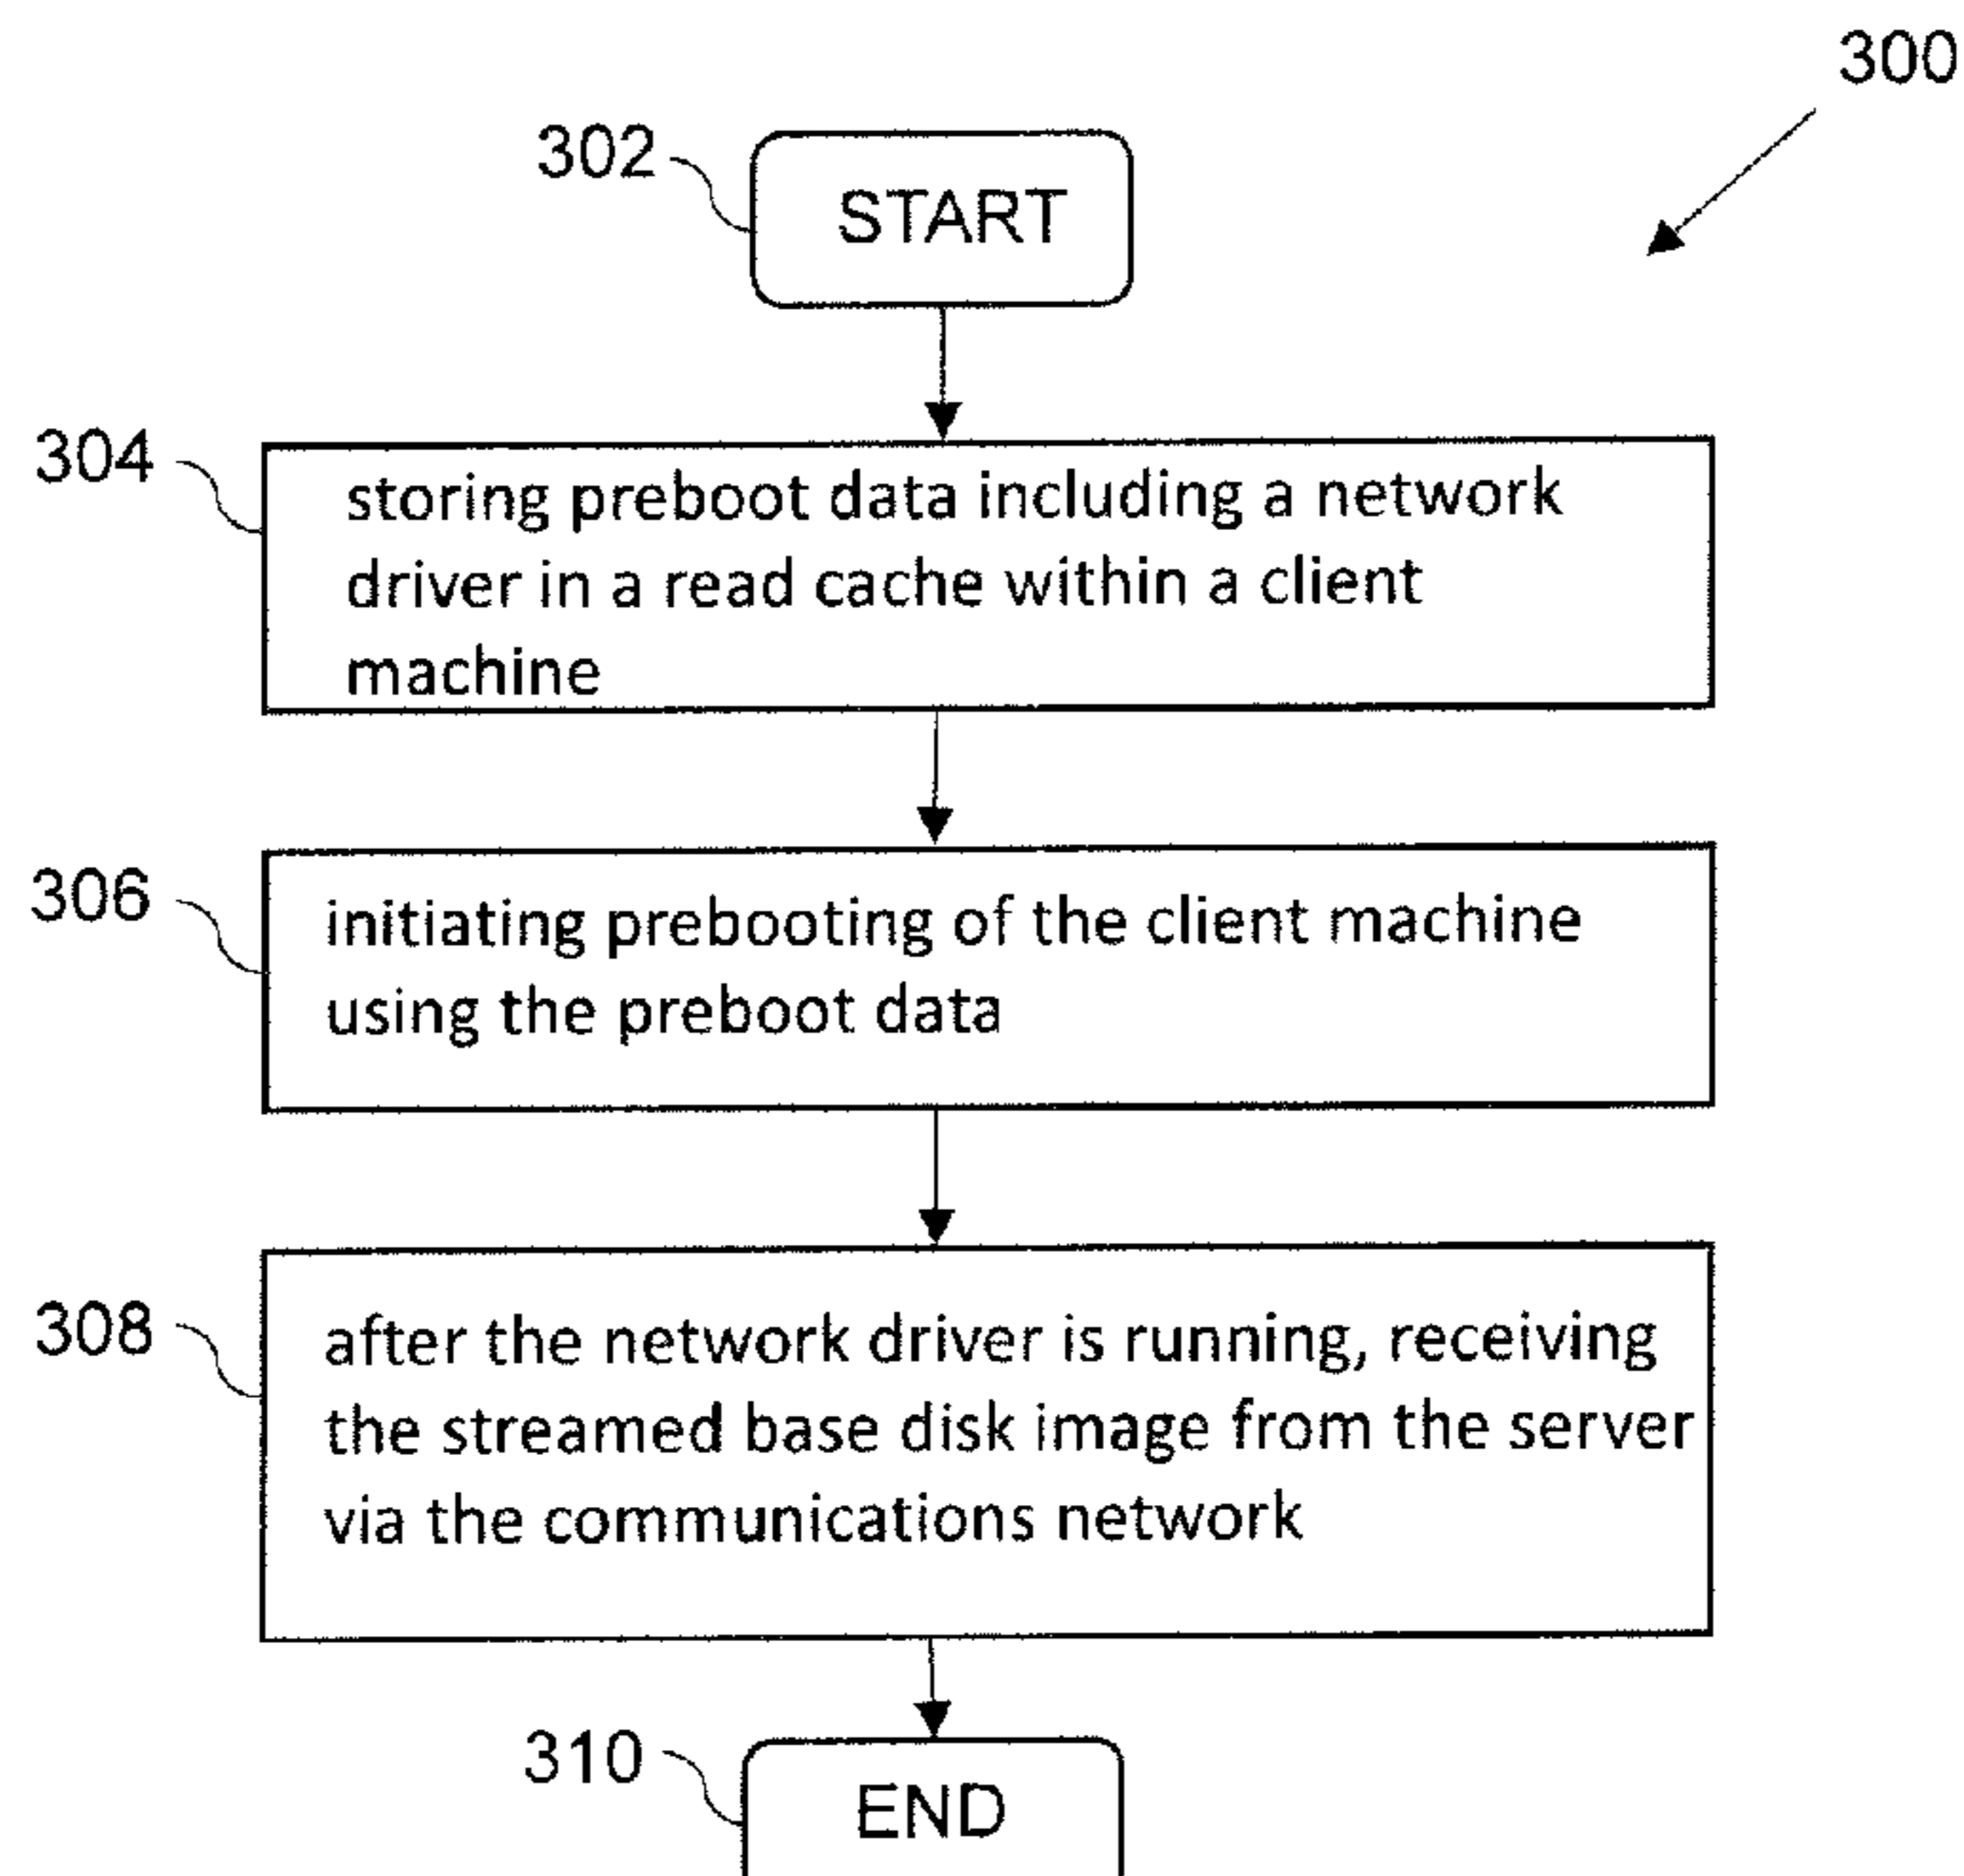 300
302
START
304
storing preboot data including a network
driver in a read cache within a client
machine
306
initiating prebooting of the client machine
using the preboot data
308
after the network driver is running, receiving
the streamed base disk image from the server
via the communications network
310
END